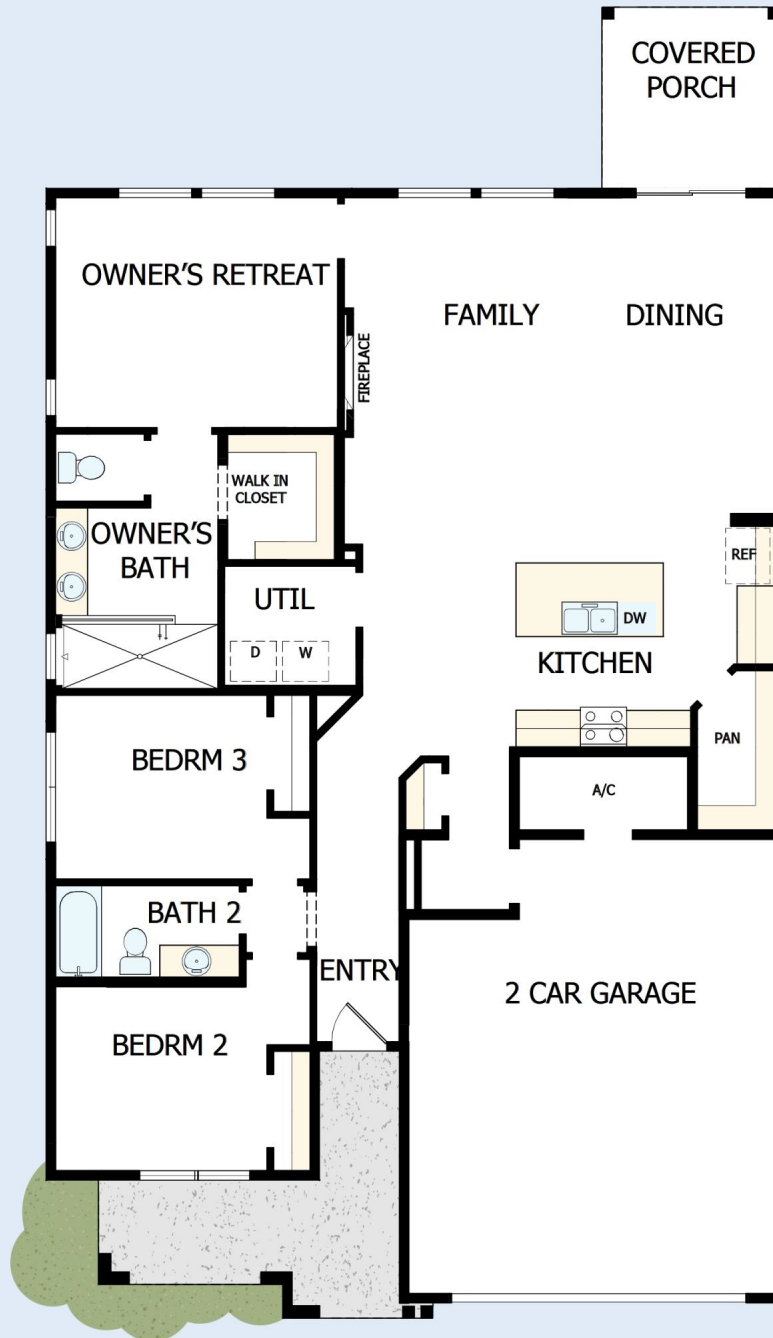 COVERED
PORCH
OWNER'S RETREAT
FAMILY
DINING
FIREPLACE
WALK IN
CLOSET
OWNER'S
BATH
REF
UTIL
DW
D
W
KITCHEN
PAN
BEDRM 3
A/C
BATH 2
ENTRY
2 CAR GARAGE
BEDRM 2